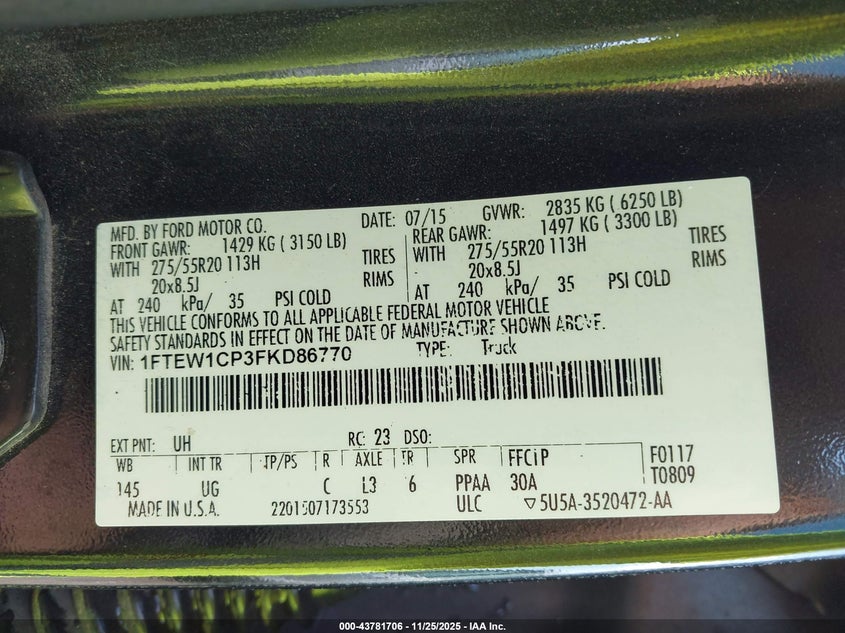 MFD. BY FORD MOTOR CO. DATE: 07/15 GVWR: 2835 KG ( 6250 LB)
FRONT GAWR: 1429 KG ( 3150 LB) REAR GAWR: 1497 KG ( 3300 LB)
WITH 275/55R20 113H TIRES WITH 275/55R20 113H TIRES
20x8.5J RIMS 20x8.5J RIMS
AT 240 kPa/ 35 PSI COLD AT 240 kPa/ 35 PSI COLD
THIS VEHICLE CONFORMS TO ALL APPLICABLE FEDERAL MOTOR VEHICLE
SAFETY STANDARDS IN EFFECT ON THE DATE OF MANUFACTURE SHOWN ABOVE.
VIN: 1FTEW1CP3FKD86770 TYPE: Truck
EXT PNT: UH RC: 23 DSO:
WB INT TR TP/PS R AXLE TR SPR FFCiP F0117
145 UG C L3 6 PPAA 30A T0809
MADE IN U.S.A. 2201507173553 ULC ▽5U5A-3520472-AA
000-43781706 - 11/25/2025 - IAA Inc.